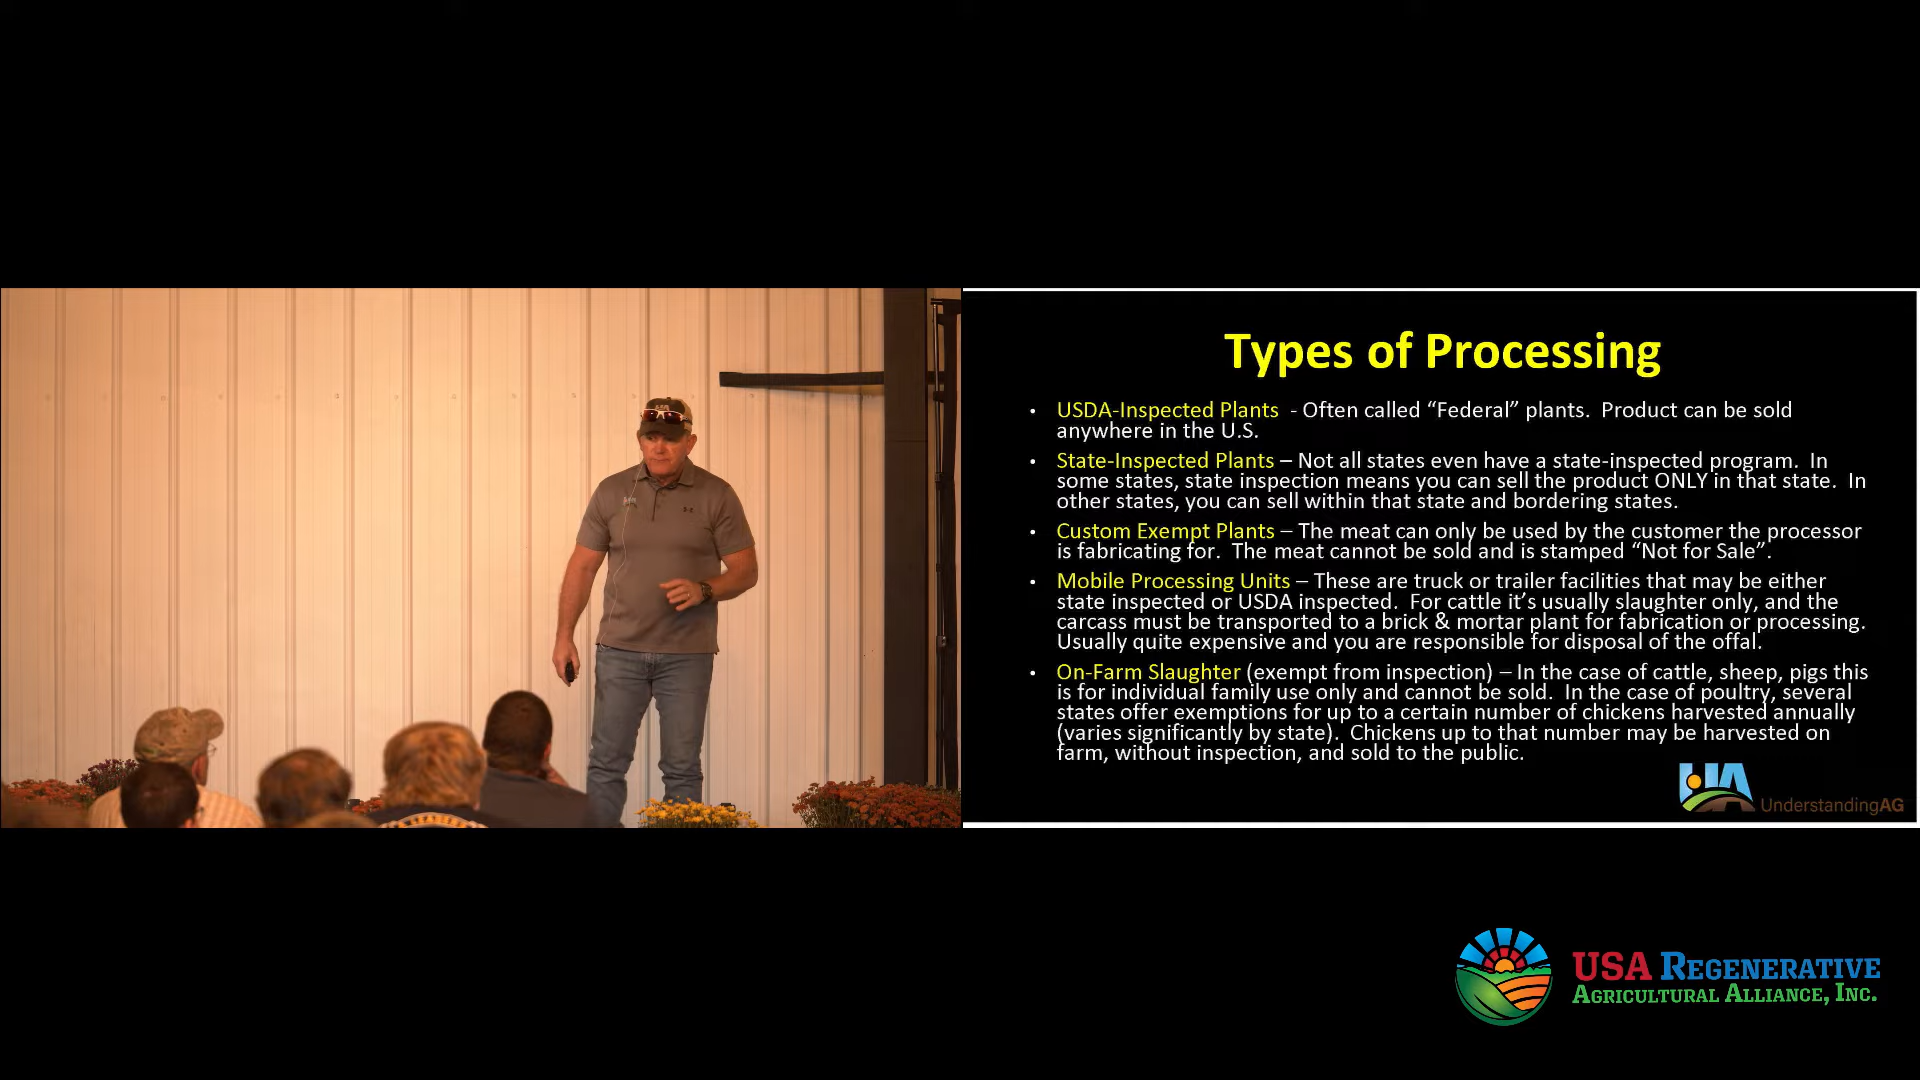 Types of Processing
• USDA-Inspected Plants - Often called “Federal” plants. Product can be sold
anywhere in the U.S.
• State-Inspected Plants – Not all states even have a state-inspected program. In
some states, state inspection means you can sell the product ONLY in that state. In
other states, you can sell within that state and bordering states.
• Custom Exempt Plants – The meat can only be used by the customer the processor
is fabricating for. The meat cannot be sold and is stamped “Not for Sale”.
• Mobile Processing Units – These are truck or trailer facilities that may be either
state inspected or USDA inspected. For cattle it’s usually slaughter only, and the
carcass must be transported to a brick & mortar plant for fabrication or processing.
Usually quite expensive and you are responsible for disposal of the offal.
• On-Farm Slaughter (exempt from inspection) – In the case of cattle, sheep, pigs this
is for individual family use only and cannot be sold. In the case of poultry, several
states offer exemptions for up to a certain number of chickens harvested annually
(varies significantly by state). Chickens up to that number may be harvested on
farm, without inspection, and sold to the public.
UA UnderstandingAG
USA REGENERATIVE
AGRICULTURAL ALLIANCE, INC.